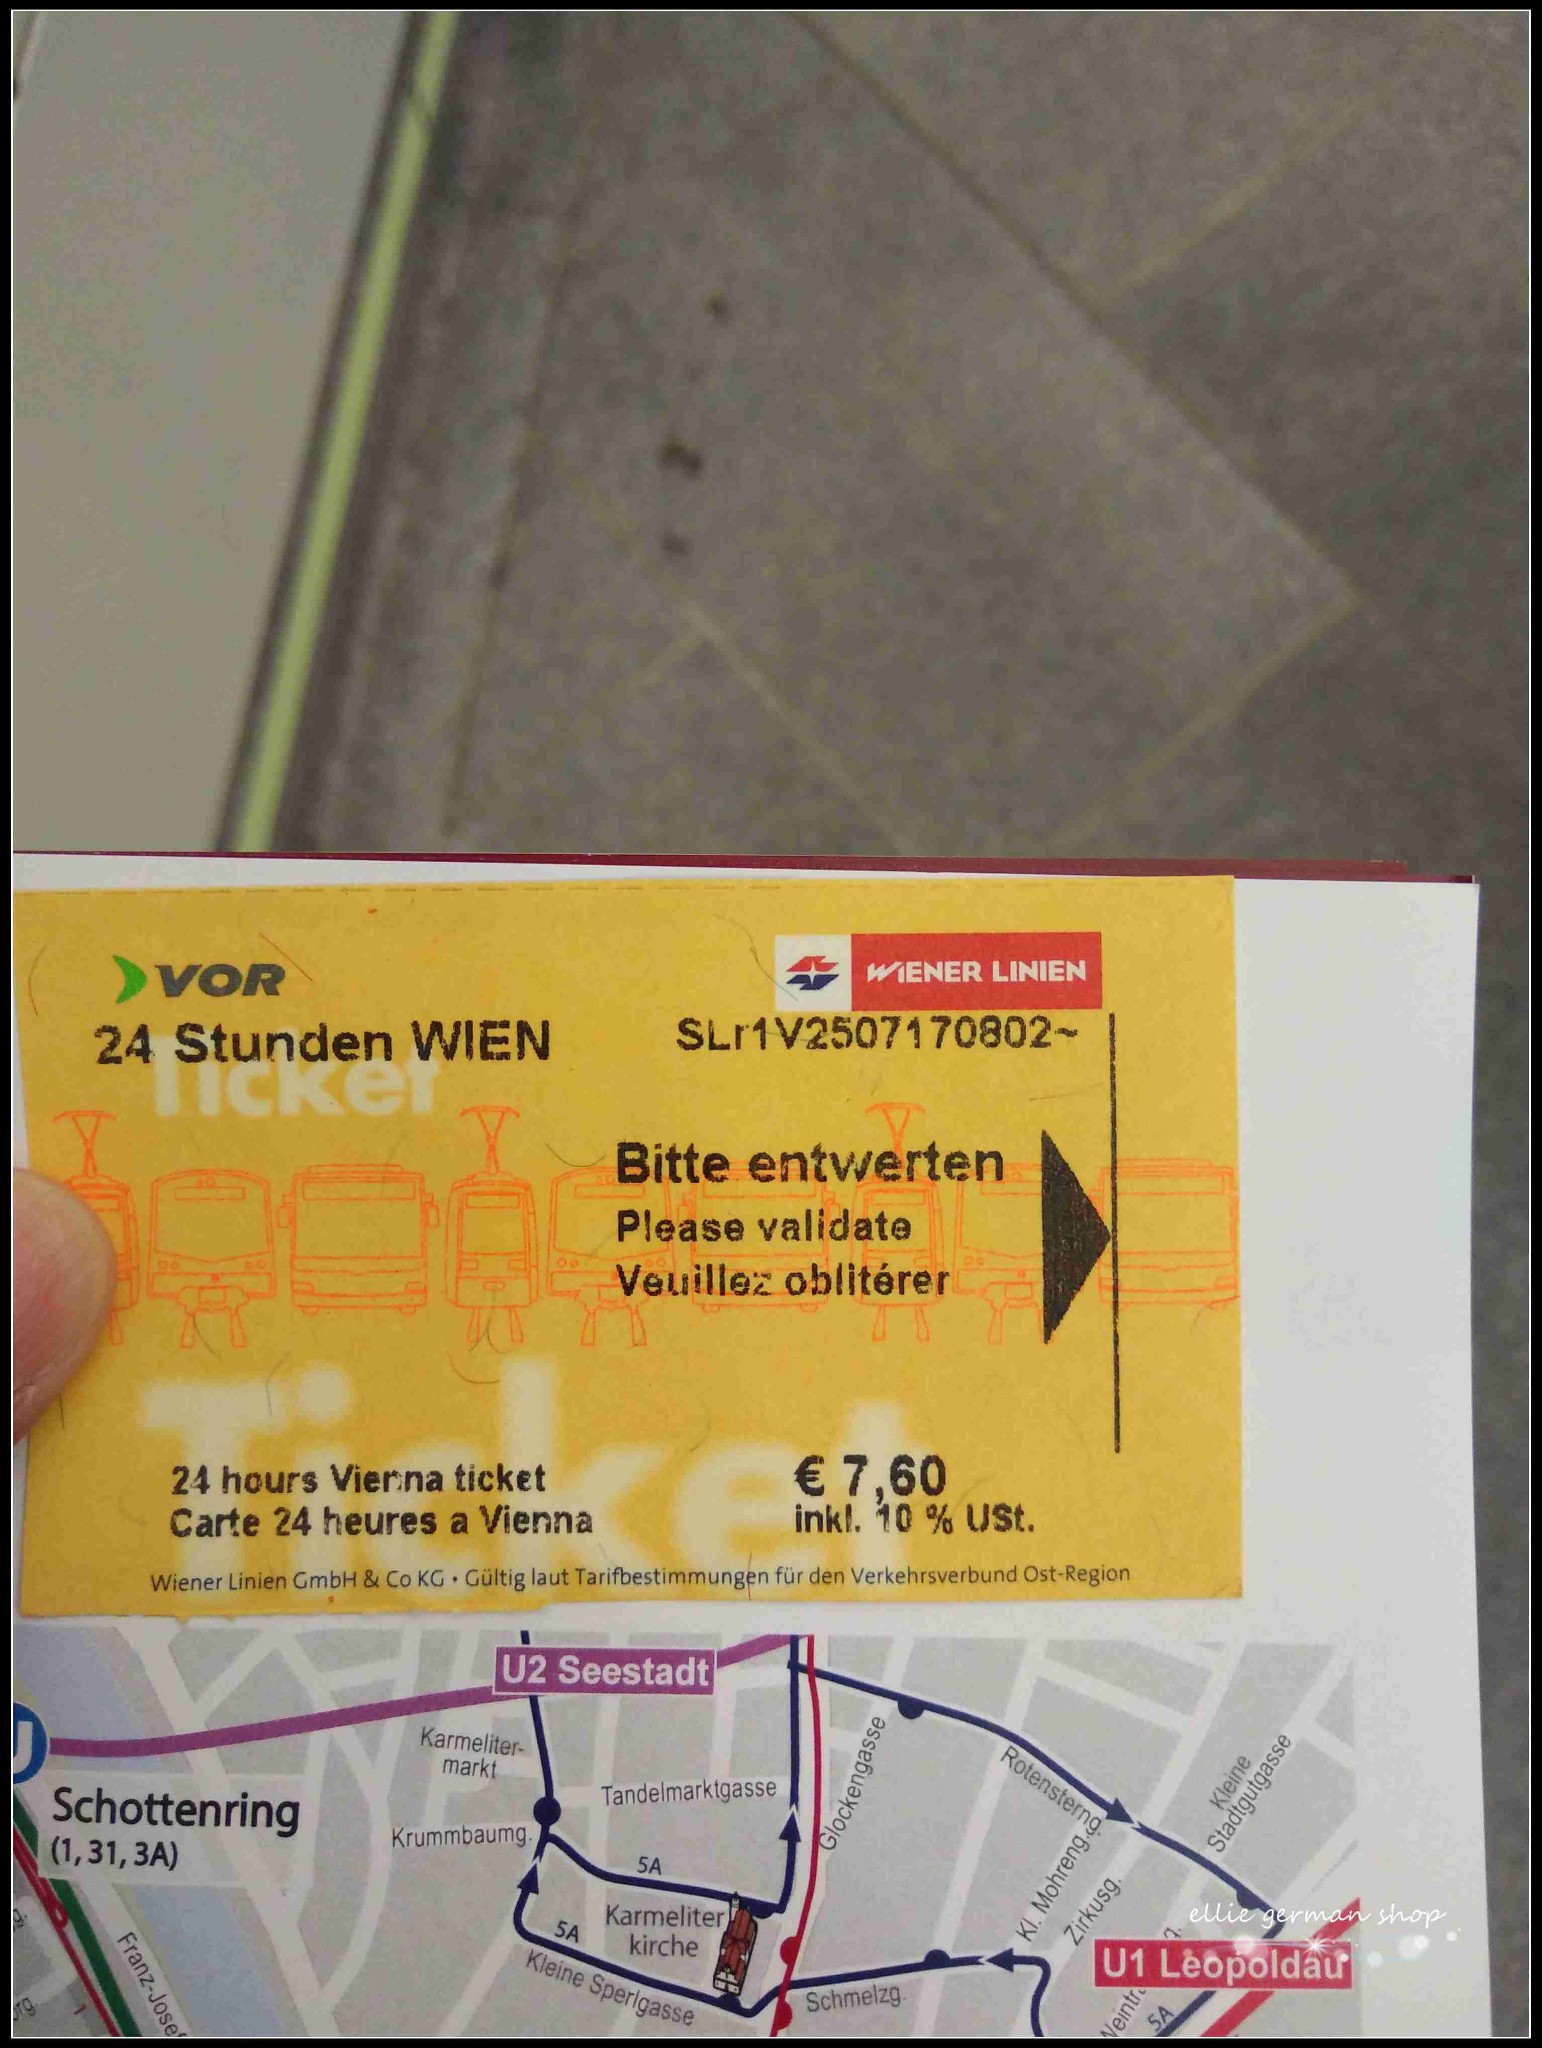 VOR
WIENER LINIEN
24 Stunden WIEN
SLr1V2507170802~
Ticket
Bitte entwerten
Please validate
Veuillez oblitérer
Ticket
24 hours Vienna ticket
Carte 24 heures a Vienna
€ 7,60
inkl. 10 % USt.
Wiener Linien GmbH & Co KG • Gültig laut Tarifbestimmungen für den Verkehrsverbund Ost-Region
U2 Seestadt
Karmeliter-
markt
Tandelmarktgasse
Glockengasse
Rotensterng.
Kleine
Stadtgutgasse
Schottenring
(1, 31, 3A)
Krummbaumg.
5A
Kl. Mohreng.
Zirkusg.
Karmeliter
kirche
5A
Kleine Sperlgasse
Schmelzg.
ellie german shop
U1 Leopoldau
5A
1